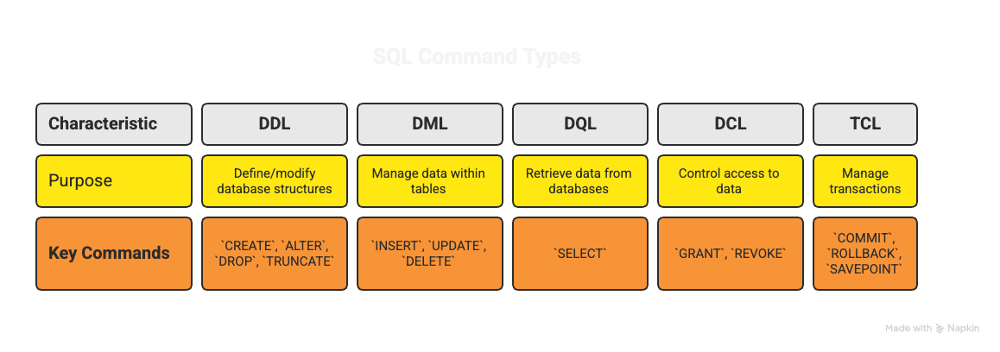 SQL Command Types
Characteristic
DDL
DML
DQL
DCL
TCL
Purpose
Define/modify
database structures
Manage data within
tables
Retrieve data from
databases
Control access to
data
Manage
transactions
Key Commands
`CREATE`, `ALTER`,
`DROP`, `TRUNCATE`
`INSERT`, `UPDATE`,
`DELETE`
`SELECT`
`GRANT`, `REVOKE`
`COMMIT`,
`ROLLBACK`,
`SAVEPOINT`
Made with Napkin